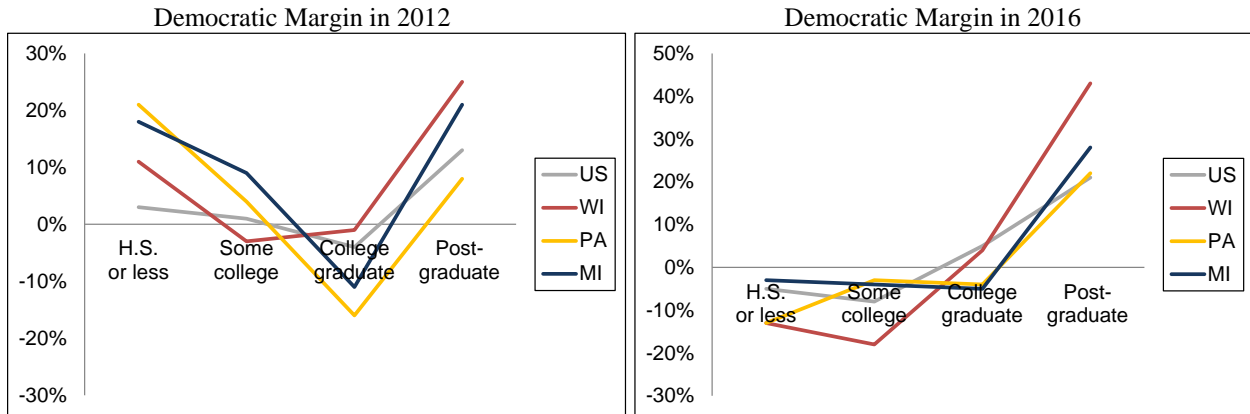 Democratic Margin in 2012
30%
20%
10%
0%
-10%
-20%
-30%
H.S.
or less
Some
college
College
graduate
Post-
graduate
US
WI
PA
MI
Democratic Margin in 2016
50%
40%
30%
20%
10%
0%
-10%
-20%
-30%
H.S.
or less
Some
college
College
graduate
Post-
graduate
US
WI
PA
MI